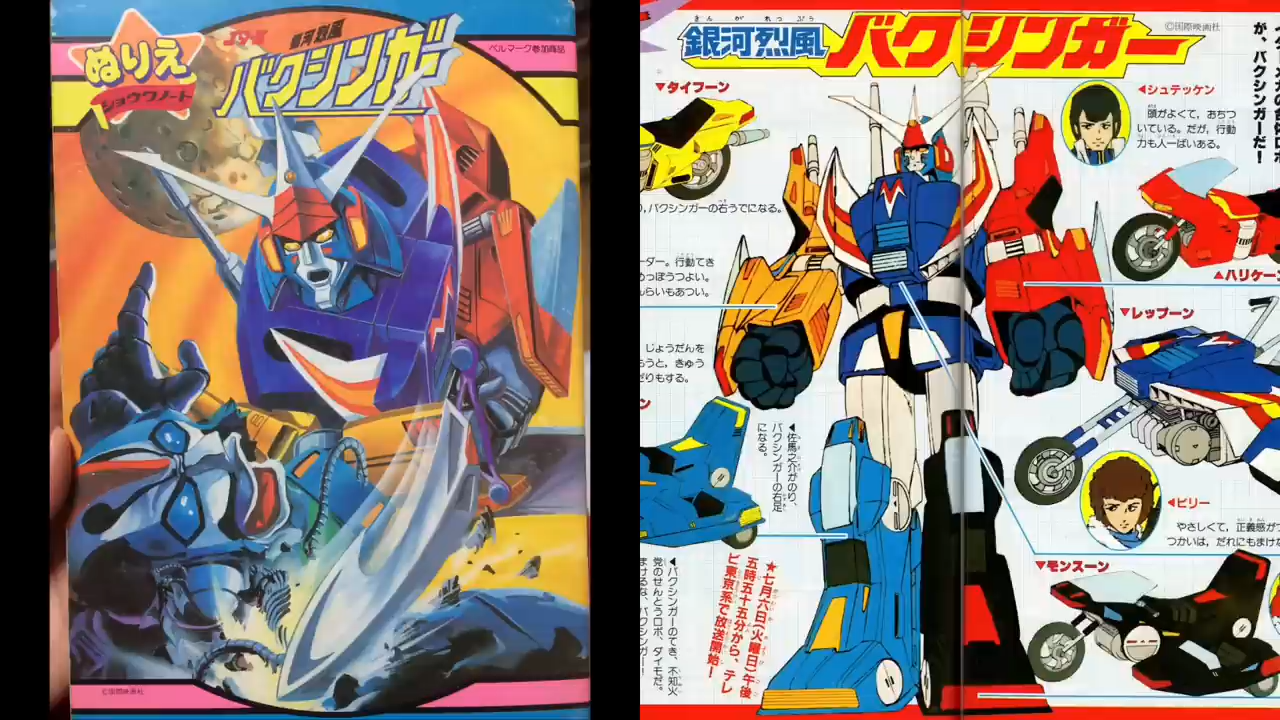 ぬりえ
ショウワノート
銀河烈風
バクシンガー
ベルマーク参加商品
©国際映画社
ぎんがれっぷう
銀河烈風
バクシンガー
©国際映画社
が、バクシンガーだ!
▼タイフーン
バクシンガーの右うでになる。
◀シュテッケン
頭がよくて、おちつ
いている。だが、行動
力も人一ばいある。
▲ハリケーン
ーダー。行動てき
めっぽうつよい。
らいもあつい。
▼レップーン
じょうだんを
もうと、きゅう
ぞりもする。
ン
◀佐馬之介がのり、
バクシンガーの右足
になる。
◀ビリー
やさしくて、正義感がつ
つかいは、だれにもまけな
▼モンスーン
★七月六日(火曜日)午後
五時五十五分から、テレ
ビ東京系で放送開始!
◀バクシンガーのてき、不知火
党のせんとうロボ、ダイモだ。
まけるな、バクシンガー!